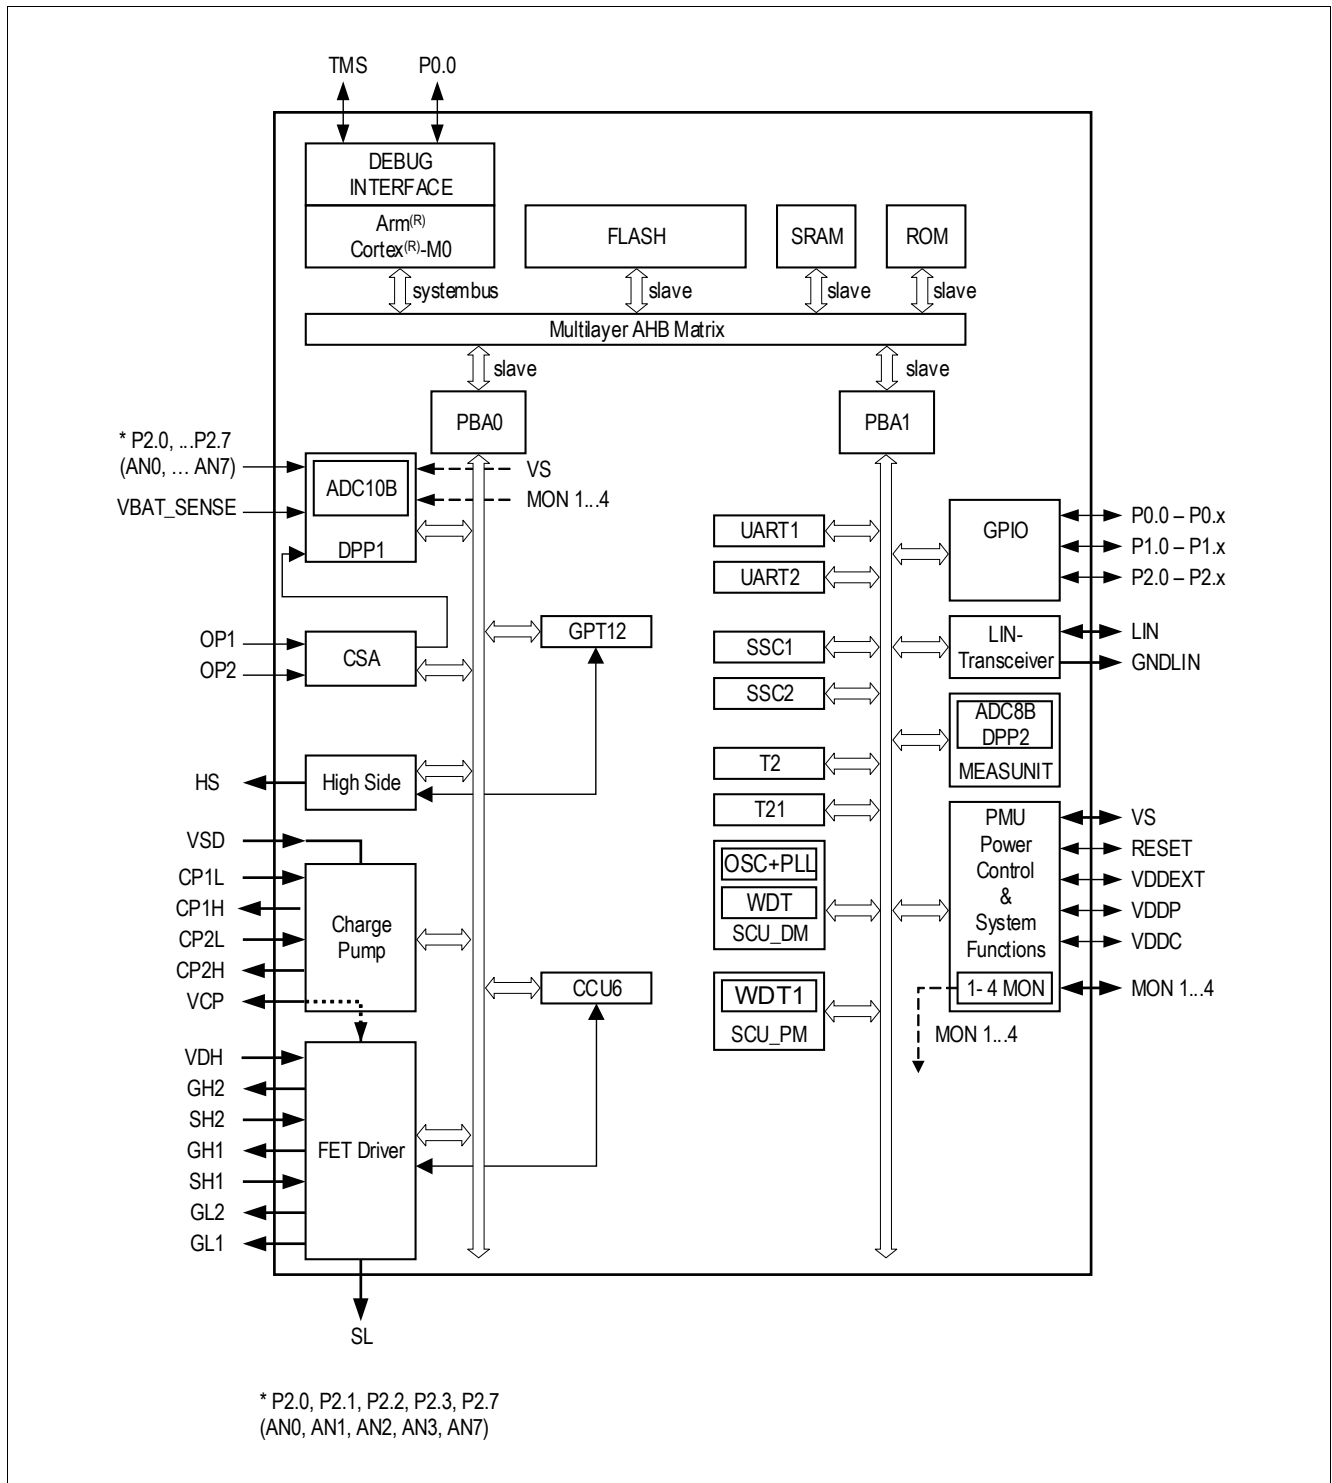 TMS P0.0
DEBUG
INTERFACE
Arm(R)
Cortex(R)-M0
FLASH
SRAM
ROM
systembus
slave
slave
slave
Multilayer AHB Matrix
slave
slave
PBA0
PBA1
* P2.0, ...P2.7
(AN0, … AN7)
VBAT_SENSE
ADC10B
DPP1
VS
MON 1...4
OP1
OP2
CSA
GPT12
HS
High Side
VSD
CP1L
CP1H
CP2L
CP2H
VCP
Charge
Pump
CCU6
VDH
GH2
SH2
GH1
SH1
GL2
GL1
FET Driver
SL
UART1
UART2
SSC1
SSC2
T2
T21
OSC+PLL
WDT
SCU_DM
WDT1
SCU_PM
GPIO
P0.0 – P0.x
P1.0 – P1.x
P2.0 – P2.x
LIN-
Transceiver
LIN
GNDLIN
ADC8B
DPP2
MEASUNIT
PMU
Power
Control
&
System
Functions
1- 4 MON
VS
RESET
VDDEXT
VDDP
VDDC
MON 1...4
MON 1...4
* P2.0, P2.1, P2.2, P2.3, P2.7
(AN0, AN1, AN2, AN3, AN7)